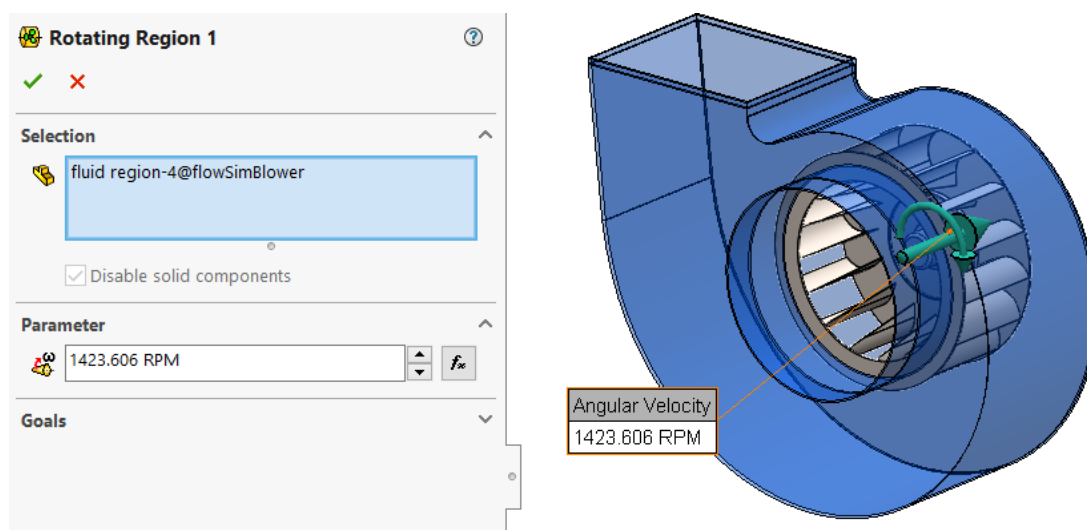 Rotating Region 1
Selection
fluid region-4@flowSimBlower
Disable solid components
Parameter
1423.606 RPM
Goals
Angular Velocity
1423.606 RPM